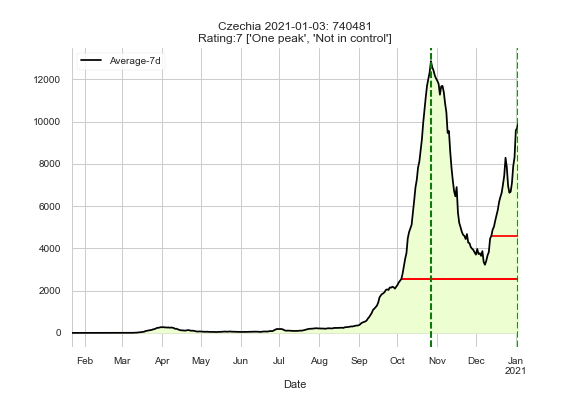 Czechia 2021-01-03: 740481
Rating:7 ['One peak', 'Not in control']
Average-7d
12000
10000
8000
6000
4000
2000
0
Feb Mar Apr May Jun Jul Aug Sep Oct Nov Dec Jan
2021
Date